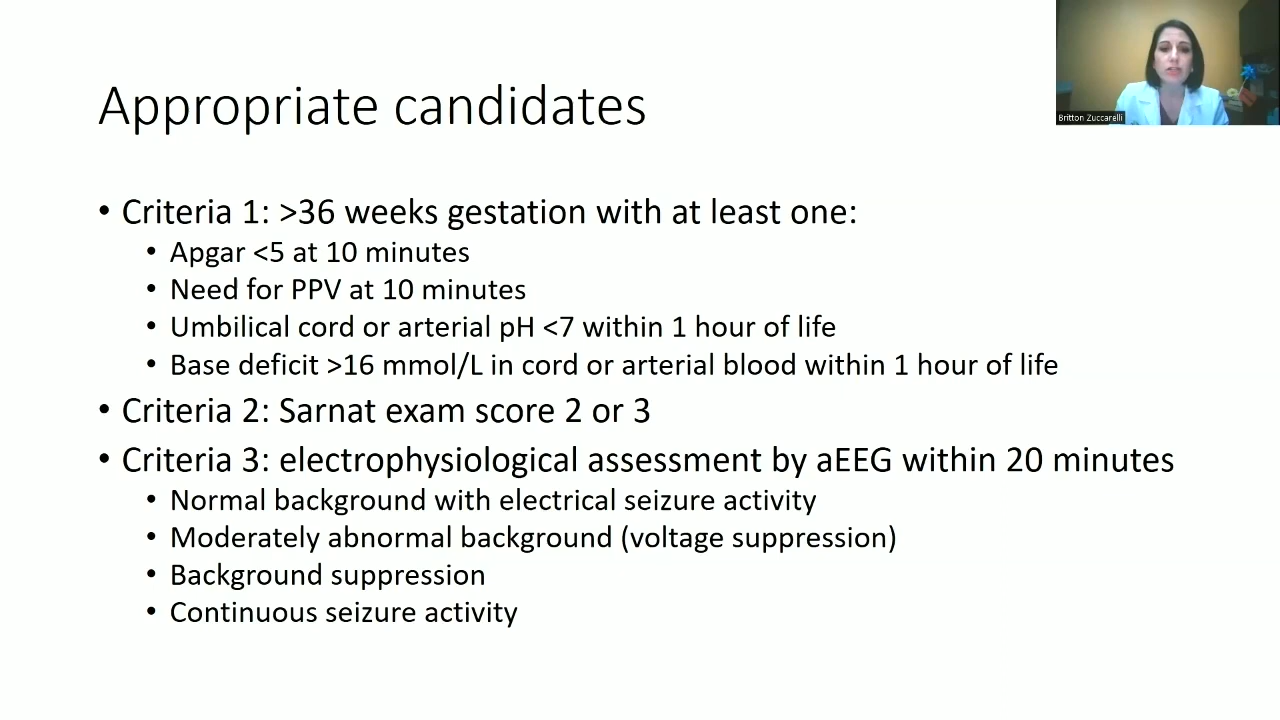 Appropriate candidates
Britton Zuccarelli
• Criteria 1: >36 weeks gestation with at least one:
• Apgar <5 at 10 minutes
• Need for PPV at 10 minutes
• Umbilical cord or arterial pH <7 within 1 hour of life
• Base deficit >16 mmol/L in cord or arterial blood within 1 hour of life
• Criteria 2: Sarnat exam score 2 or 3
• Criteria 3: electrophysiological assessment by aEEG within 20 minutes
• Normal background with electrical seizure activity
• Moderately abnormal background (voltage suppression)
• Background suppression
• Continuous seizure activity